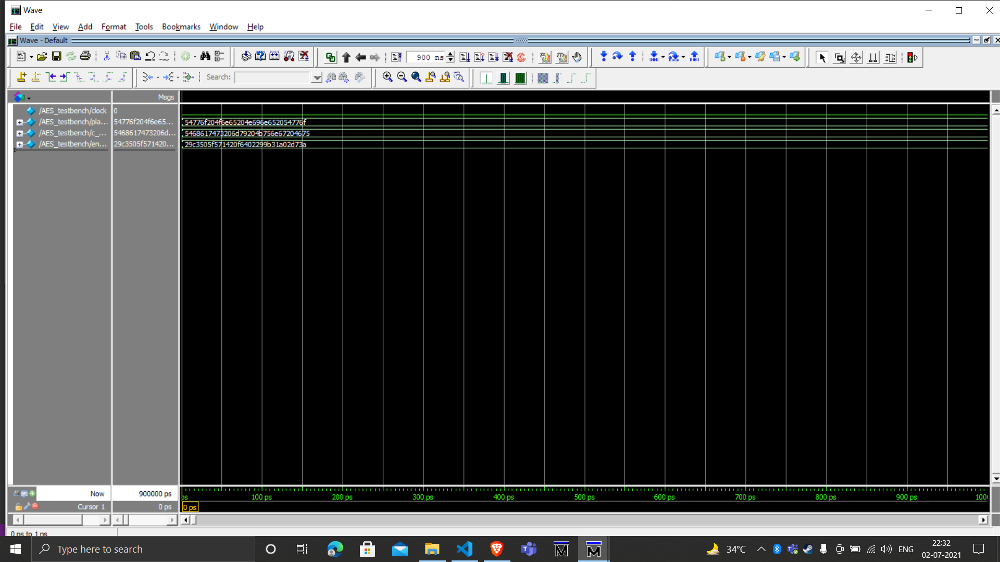 Wave
File Edit View Add Format Tools Bookmarks Window Help
Wave - Default
900 ns
Search:
Msgs
/AES_testbench/clock 0
/AES_testbench/pla... 54776f204f6e65... 54776f204f6e65204e696e652054776f
/AES_testbench/c_... 5468617473206d... 5468617473206d79204b756e67204675
/AES_testbench/en... 29c3505f571420... 29c3505f571420f6402299b31a02d73a
Now 900000 ps ps 100 ps 200 ps 300 ps 400 ps 500 ps 600 ps 700 ps 800 ps 900 ps 100
Cursor 1 0 ps 0 ps
0 ps to 1 ns
Type here to search 34°C ENG 22:32
02-07-2021